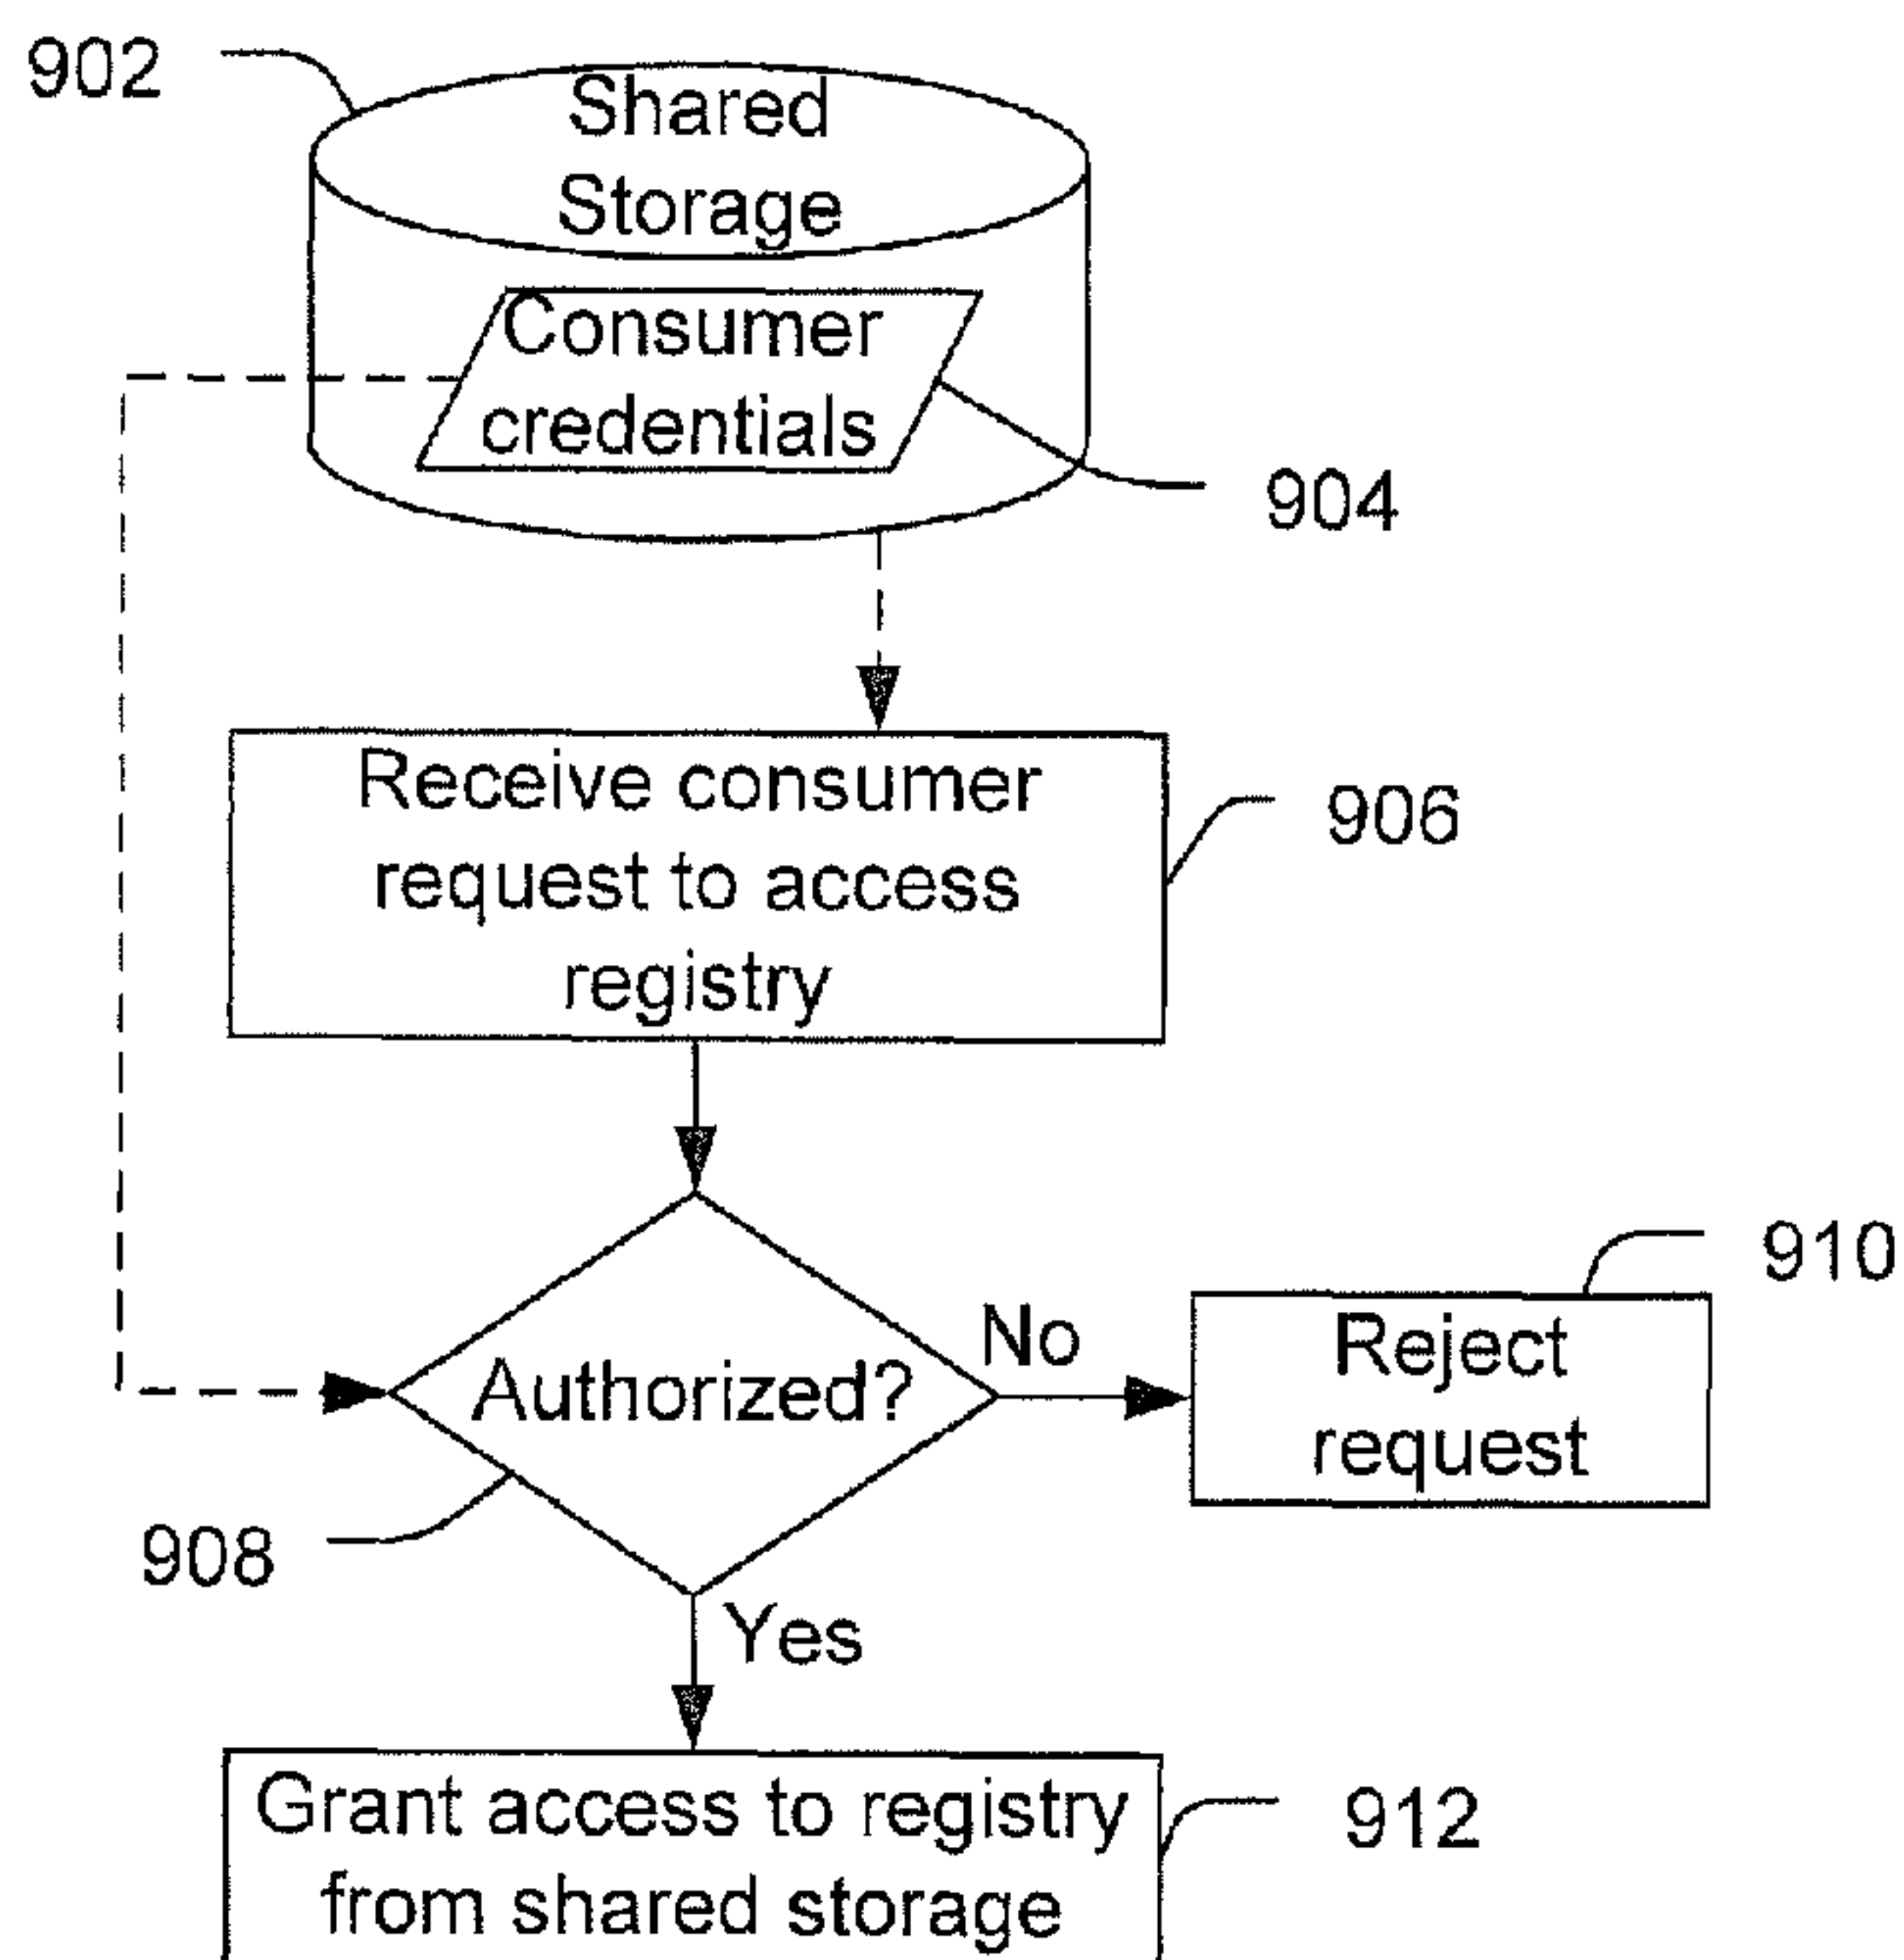 902
Shared
Storage
Consumer
credentials
904
Receive consumer
request to access
registry
906
Authorized?
908
No
910
Reject
request
Yes
Grant access to registry
from shared storage
912